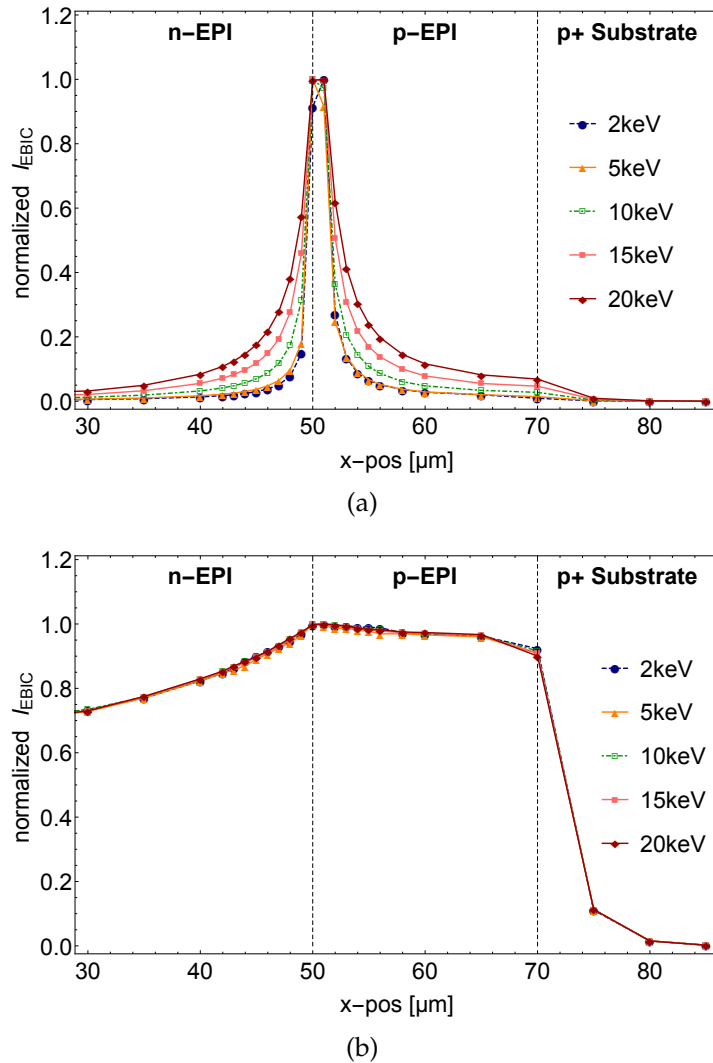 n-EPI p-EPI p+ Substrate
1.2
1.0
0.8
0.6
0.4
0.2
0.0
normalized I_EBIC
2keV
5keV
10keV
15keV
20keV
30 40 50 60 70 80
x-pos [μm]
(a)
n-EPI p-EPI p+ Substrate
1.2
1.0
0.8
0.6
0.4
0.2
0.0
normalized I_EBIC
2keV
5keV
10keV
15keV
20keV
30 40 50 60 70 80
x-pos [μm]
(b)